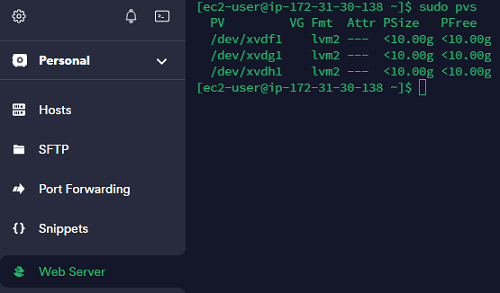 Personal
Hosts
SFTP
Port Forwarding
{} Snippets
Web Server
[ec2-user@ip-172-31-30-138 ~]$ sudo pvs
PV VG Fmt Attr PSize PFree
/dev/xvdf1 lvm2 --- <10.00g <10.00g
/dev/xvdg1 lvm2 --- <10.00g <10.00g
/dev/xvdh1 lvm2 --- <10.00g <10.00g
[ec2-user@ip-172-31-30-138 ~]$